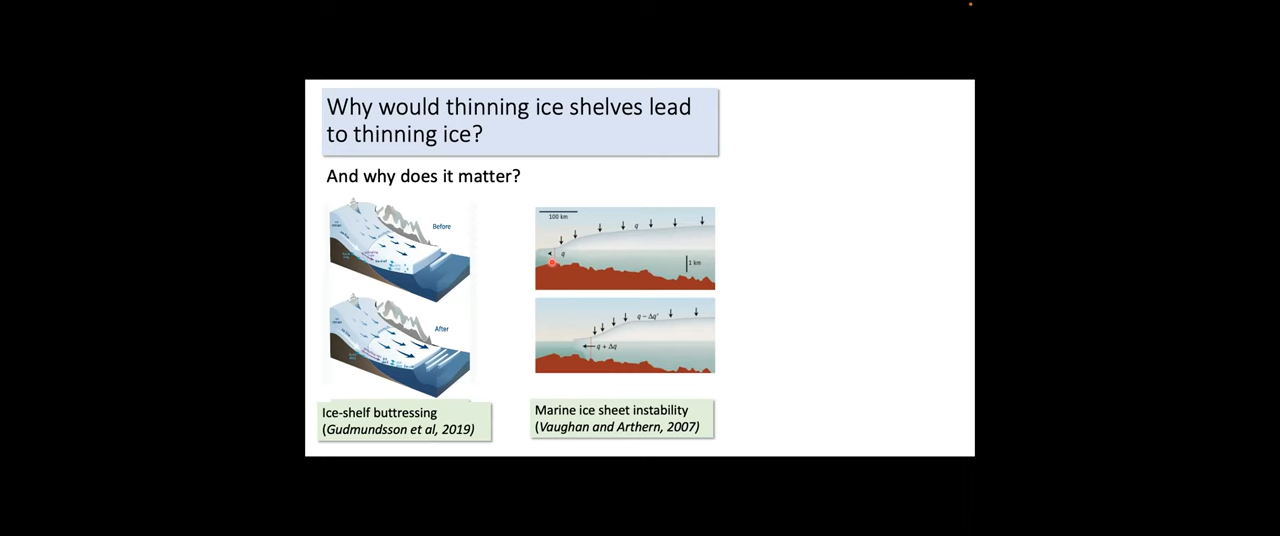 Why would thinning ice shelves lead
to thinning ice?
And why does it matter?
Before
After
100 km
q
q
1 km
q − Δq'
q + Δq
Ice-shelf buttressing
(Gudmundsson et al, 2019)
Marine ice sheet instability
(Vaughan and Arthern, 2007)